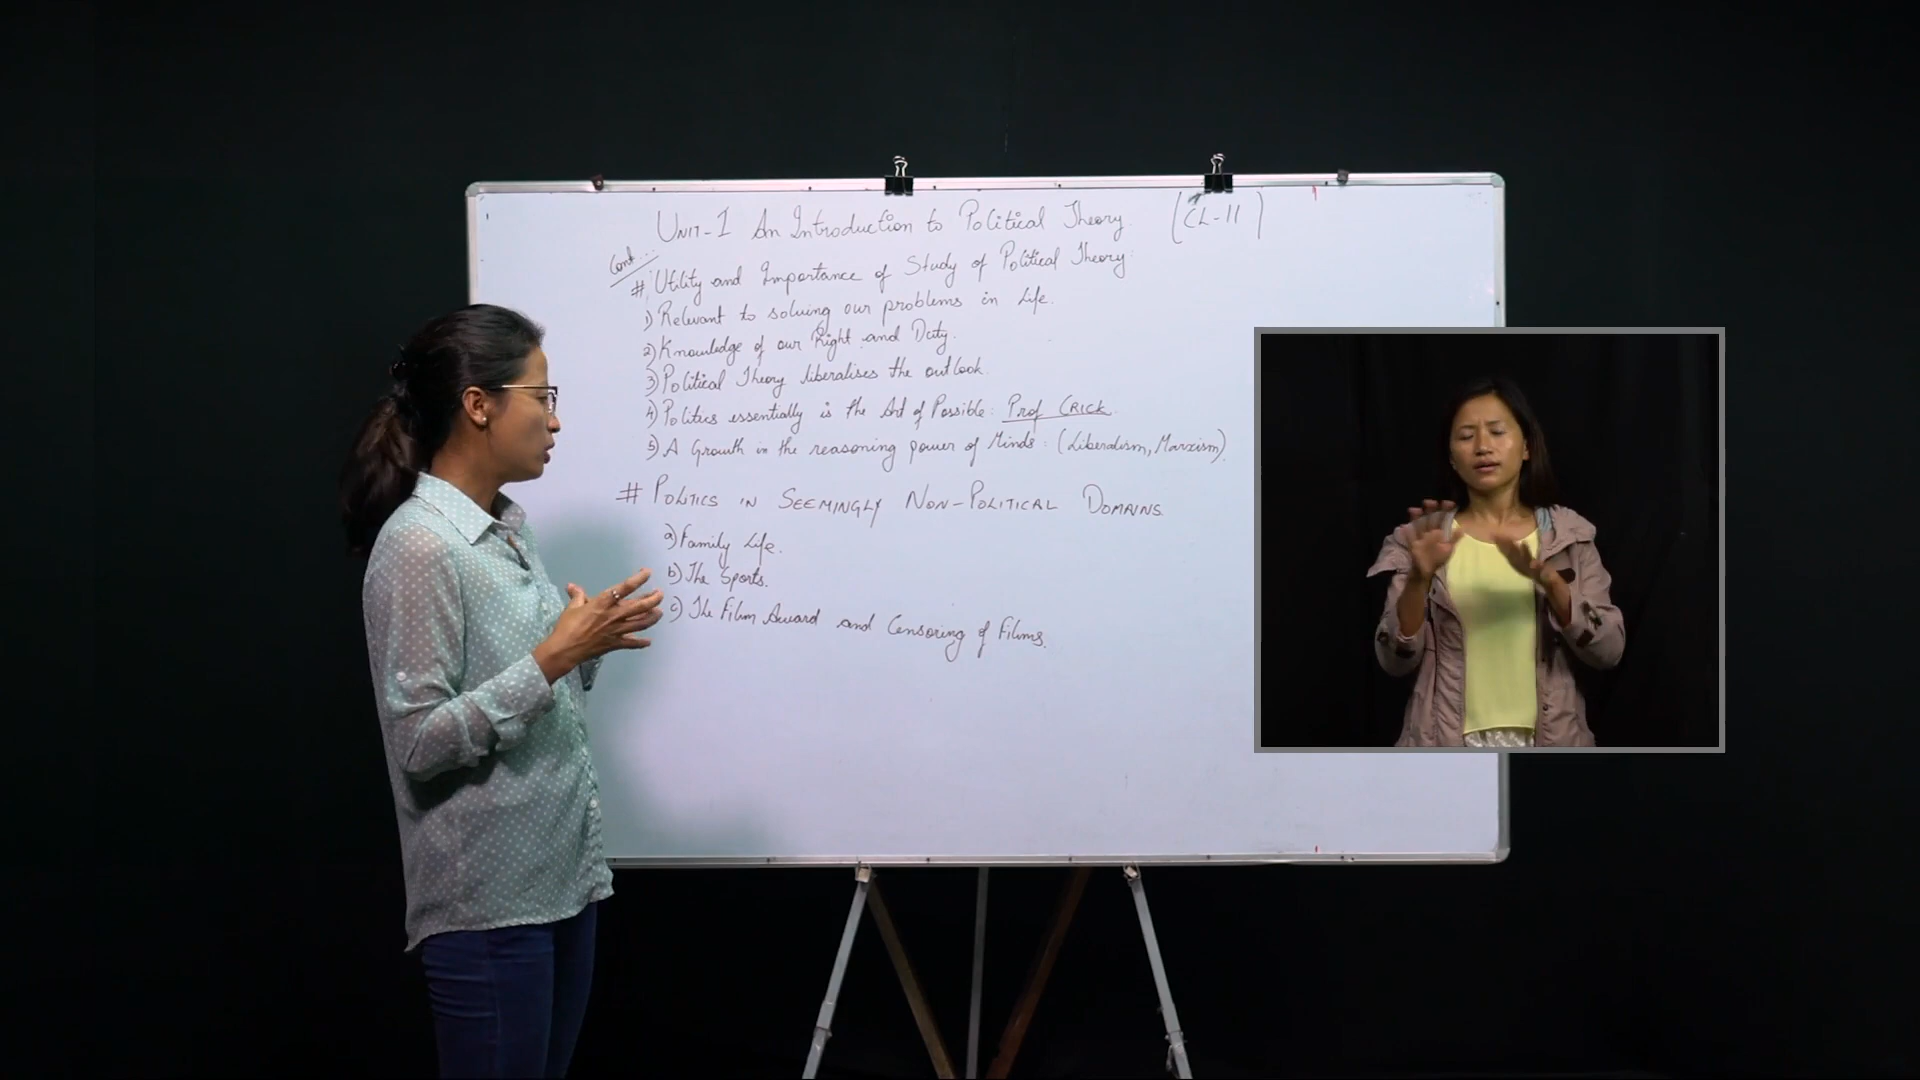 UNIT-1 An Introduction to Political Theory. (CL-11)
Cont...
# Utility and Importance of Study of Political Theory:
1) Relevant to solving our problems in Life.
2) Knowledge of our Right and Duty.
3) Political Theory liberalises the outlook.
4) Politics essentially is the Art of Possible: Prof CRICK.
5) A Growth in the reasoning power of Minds: (Liberalism, Marxism).
# POLITICS IN SEEMINGLY NON-POLITICAL DOMAINS.
a) Family Life.
b) The Sports.
c) The Film Award and Censoring of Films.